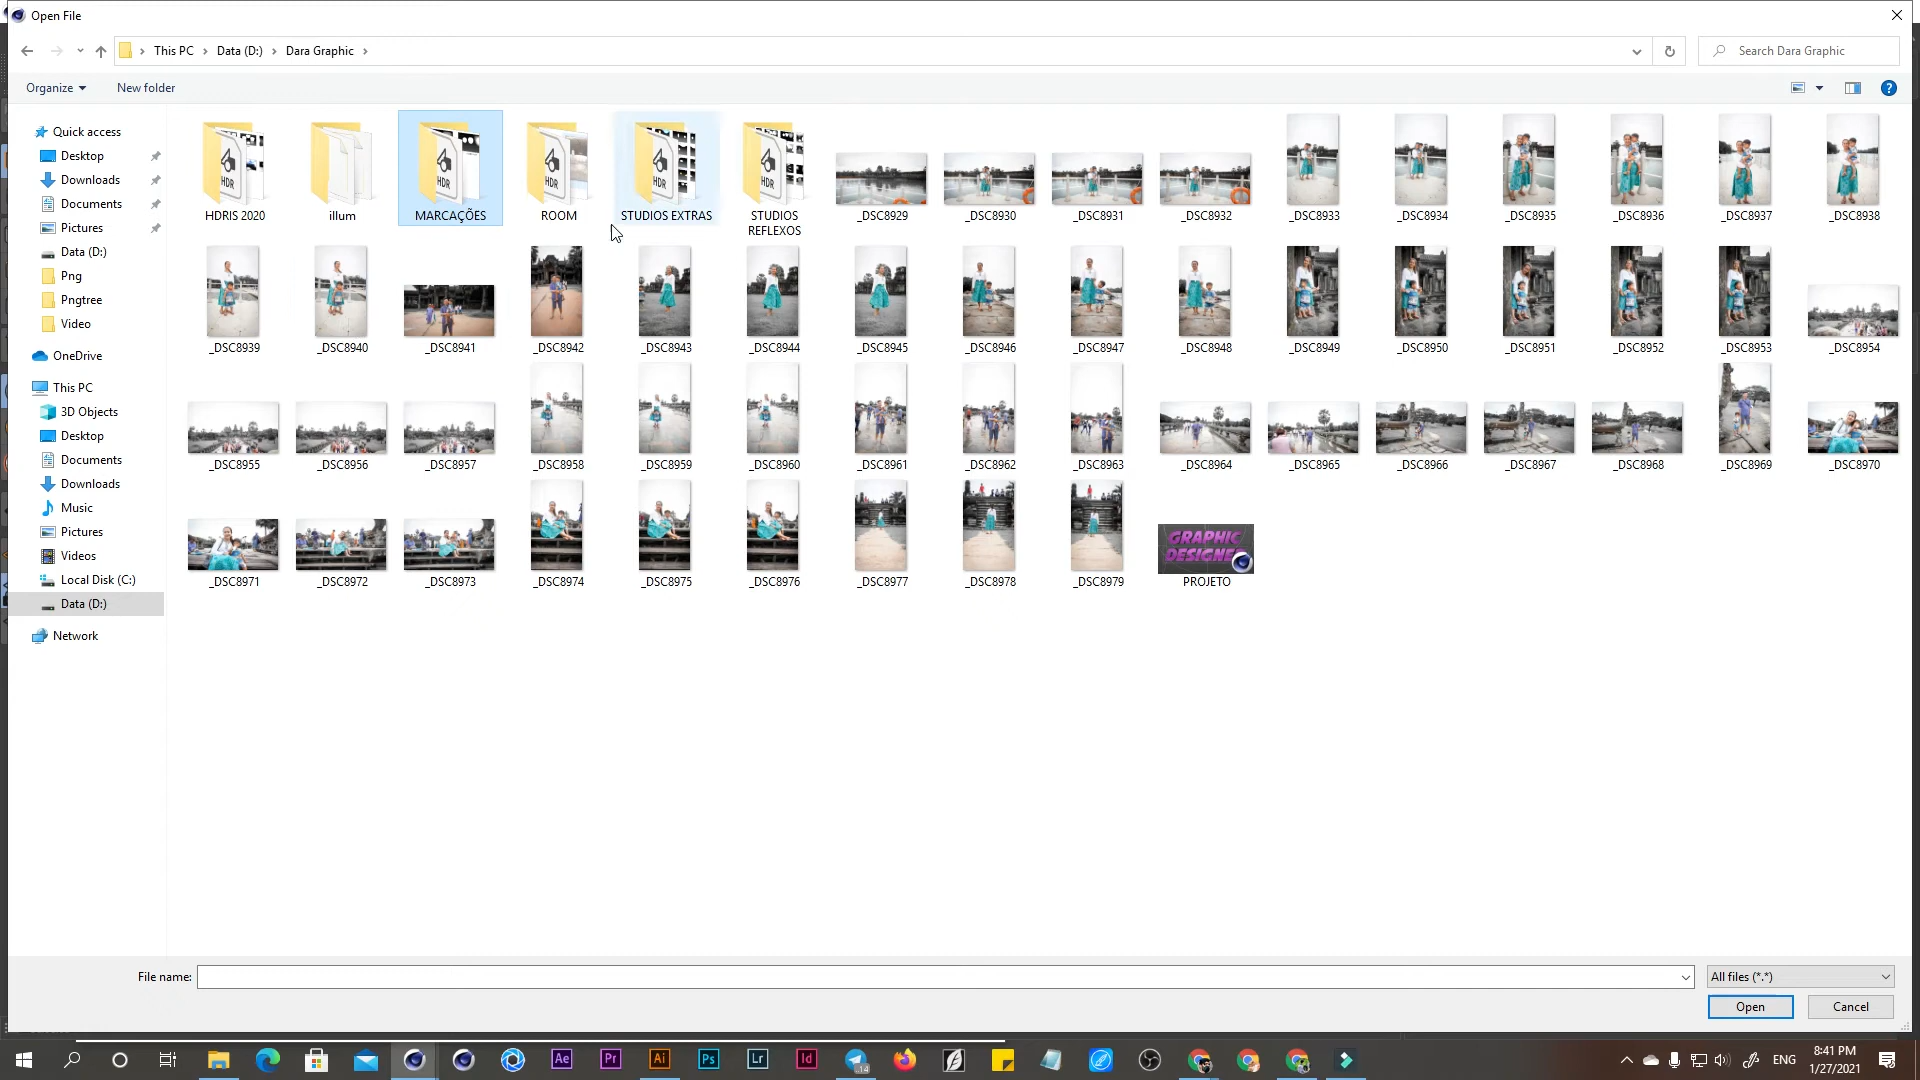 Open File
This PC
Data (D:)
Dara Graphic
Search Dara Graphic
Organize
New folder
Quick access
Desktop
Downloads
Documents
Pictures
Data (D:)
Png
Pngtree
Video
OneDrive
This PC
3D Objects
Desktop
Documents
Downloads
Music
Pictures
Videos
Local Disk (C:)
Data (D:)
Network
HDR
HDR
HDR
HDR
HDR
HDRIS 2020
illum
MARCAÇÕES
ROOM
STUDIOS EXTRAS
STUDIOS
REFLEXOS
_DSC8929
_DSC8930
_DSC8931
_DSC8932
_DSC8933
_DSC8934
_DSC8935
_DSC8936
_DSC8937
_DSC8938
_DSC8939
_DSC8940
_DSC8941
_DSC8942
_DSC8943
_DSC8944
_DSC8945
_DSC8946
_DSC8947
_DSC8948
_DSC8949
_DSC8950
_DSC8951
_DSC8952
_DSC8953
_DSC8954
_DSC8955
_DSC8956
_DSC8957
_DSC8958
_DSC8959
_DSC8960
_DSC8961
_DSC8962
_DSC8963
_DSC8964
_DSC8965
_DSC8966
_DSC8967
_DSC8968
_DSC8969
_DSC8970
_DSC8971
_DSC8972
_DSC8973
_DSC8974
_DSC8975
_DSC8976
_DSC8977
_DSC8978
_DSC8979
GRAPHIC
DESIGNER
PROJETO
File name:
All files (*.*)
Open
Cancel
Ae
Pr
Ai
Ps
Lr
Id
14
ENG
8:41 PM
1/27/2021